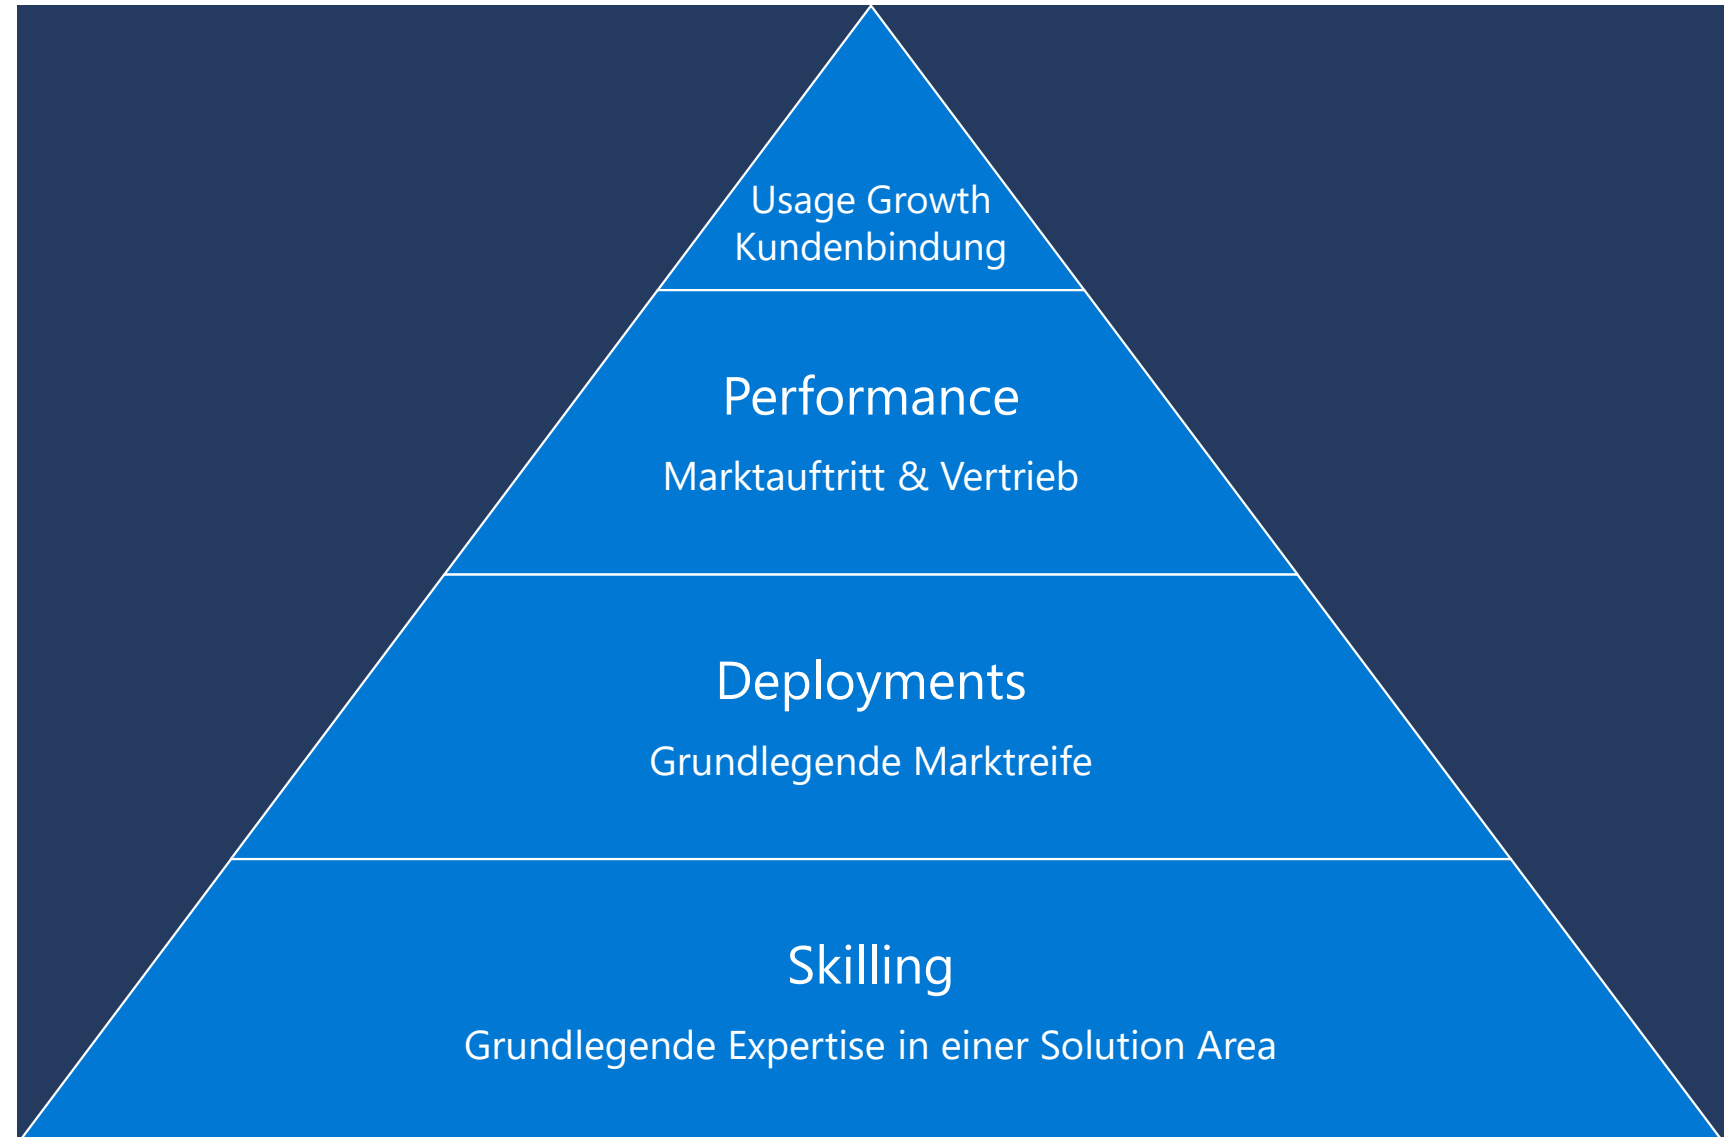 Usage Growth
Kundenbindung
Performance
Marktauftritt & Vertrieb
Deployments
Grundlegende Marktreife
Skilling
Grundlegende Expertise in einer Solution Area